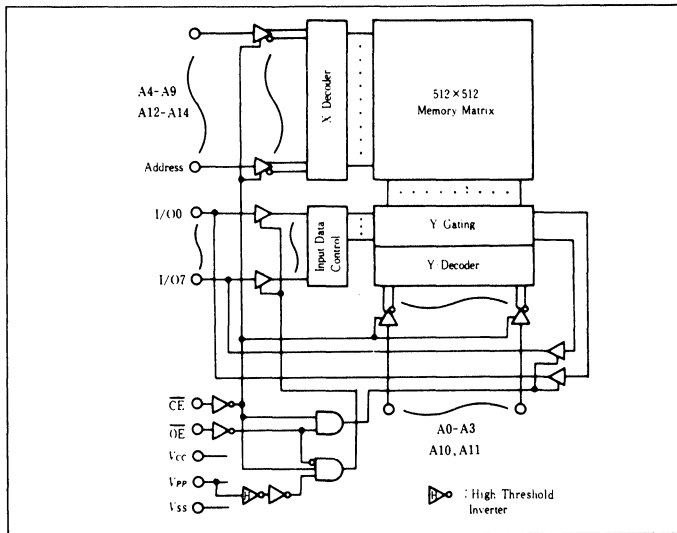 A4-A9
A12-A14
Address
X Decoder
512×512
Memory Matrix
I/O0
I/O7
Input Data
Control
Y Gating
Y Decoder
CE
OE
Vcc
VPP
Vss
A0-A3
A10, A11
H
: High Threshold
Inverter